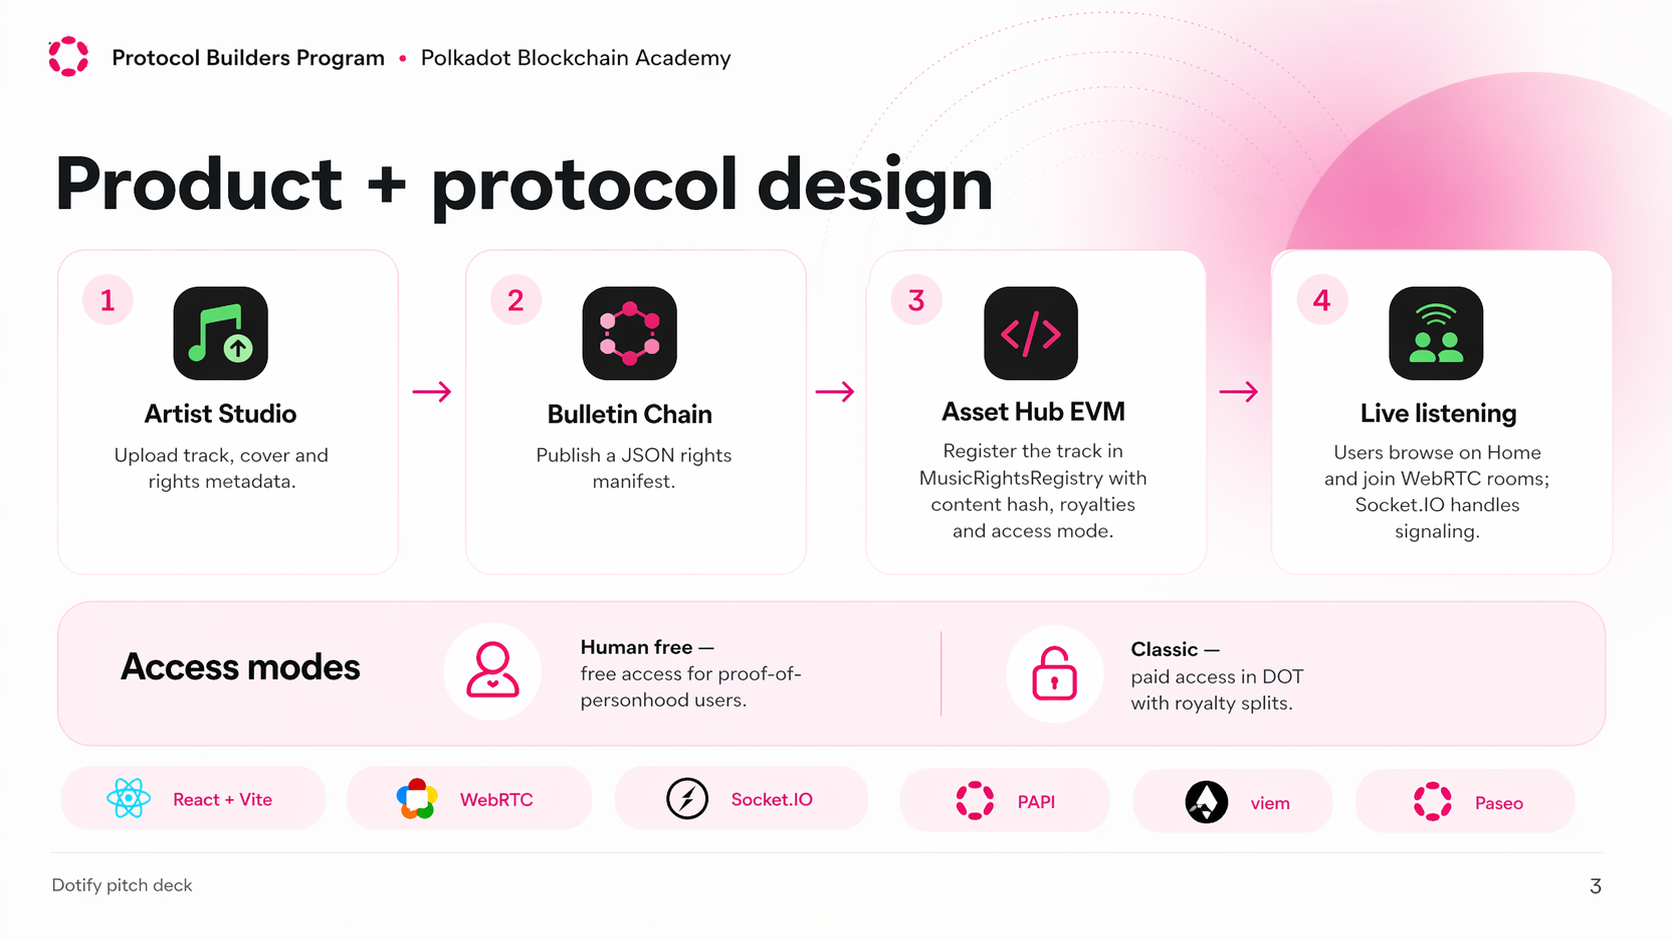 Protocol Builders Program • Polkadot Blockchain Academy
Product + protocol design
1
Artist Studio
Upload track, cover and
rights metadata.
2
Bulletin Chain
Publish a JSON rights
manifest.
3
Asset Hub EVM
Register the track in
MusicRightsRegistry with
content hash, royalties
and access mode.
4
Live listening
Users browse on Home
and join WebRTC rooms;
Socket.IO handles
signaling.
Access modes
Human free —
free access for proof-of-
personhood users.
Classic —
paid access in DOT
with royalty splits.
React + Vite
WebRTC
Socket.IO
PAPI
viem
Paseo
Dotify pitch deck
3